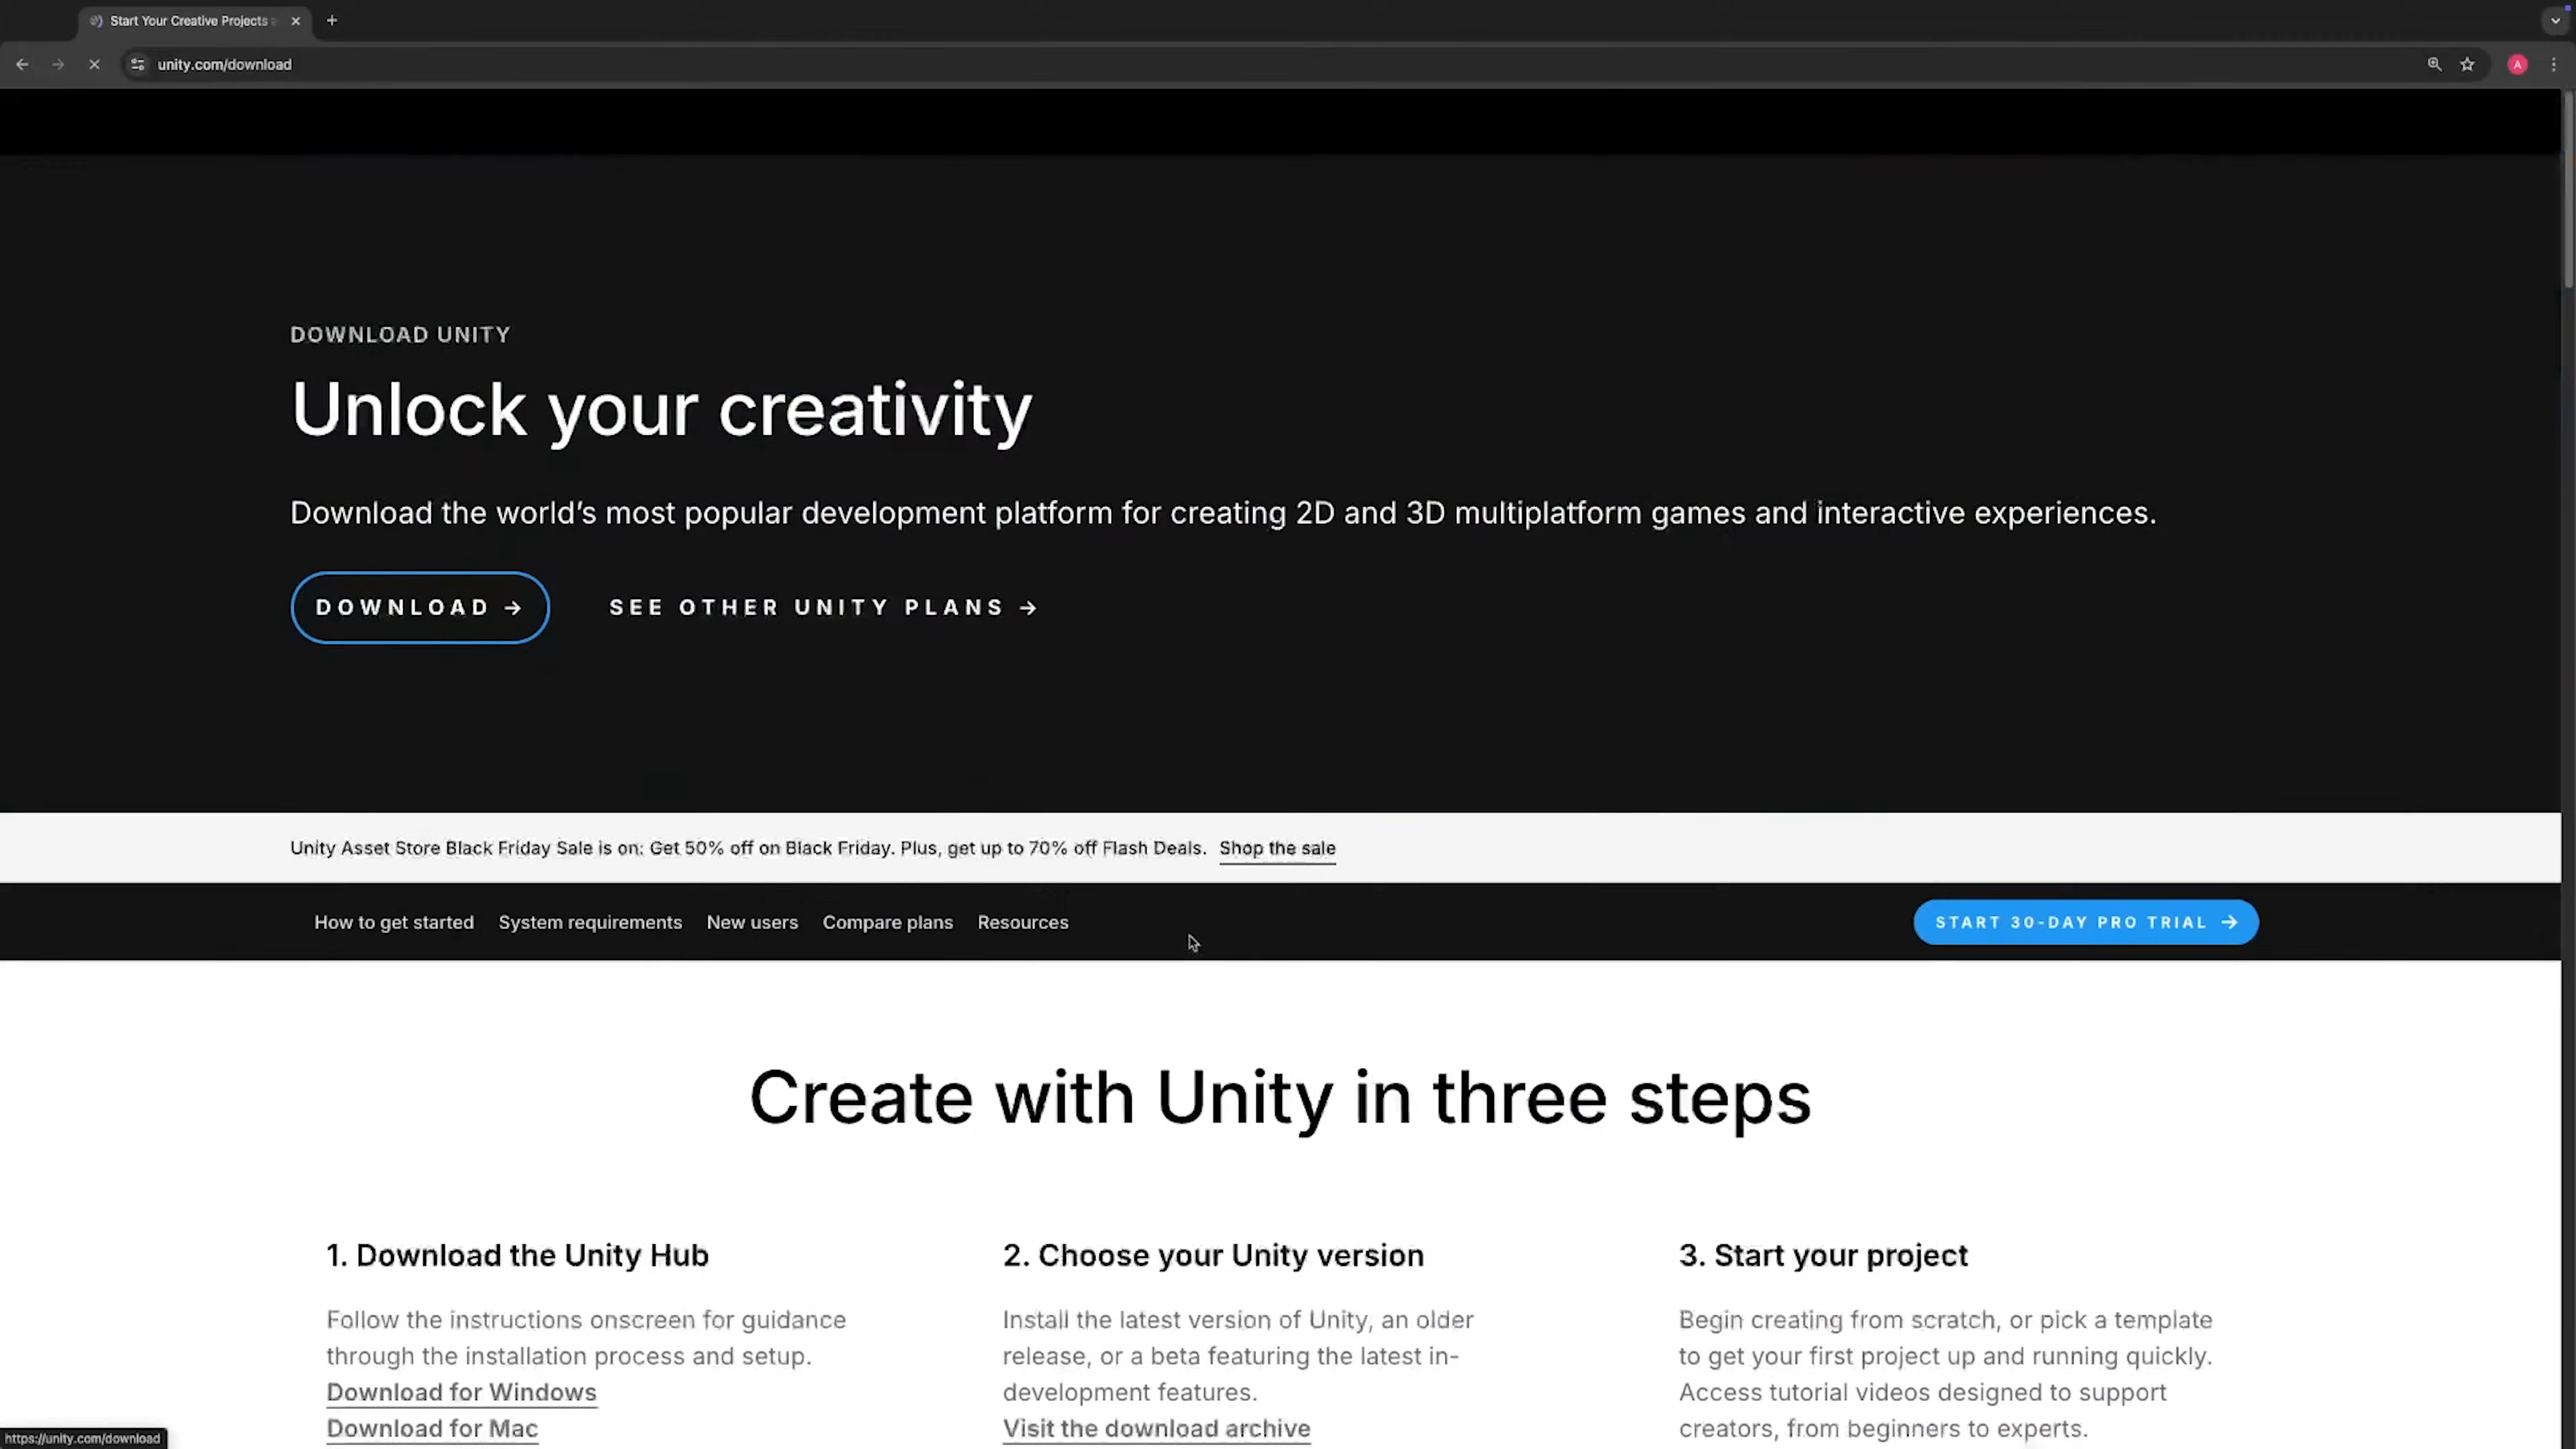 Start Your Creative Projects
unity.com/download
A
DOWNLOAD UNITY
Unlock your creativity
Download the world’s most popular development platform for creating 2D and 3D multiplatform games and interactive experiences.
DOWNLOAD →
SEE OTHER UNITY PLANS →
Unity Asset Store Black Friday Sale is on: Get 50% off on Black Friday. Plus, get up to 70% off Flash Deals. Shop the sale
How to get started System requirements New users Compare plans Resources
START 30-DAY PRO TRIAL →
Create with Unity in three steps
1. Download the Unity Hub
Follow the instructions onscreen for guidance
through the installation process and setup.
Download for Windows
Download for Mac
2. Choose your Unity version
Install the latest version of Unity, an older
release, or a beta featuring the latest in-
development features.
Visit the download archive
3. Start your project
Begin creating from scratch, or pick a template
to get your first project up and running quickly.
Access tutorial videos designed to support
creators, from beginners to experts.
https://unity.com/download